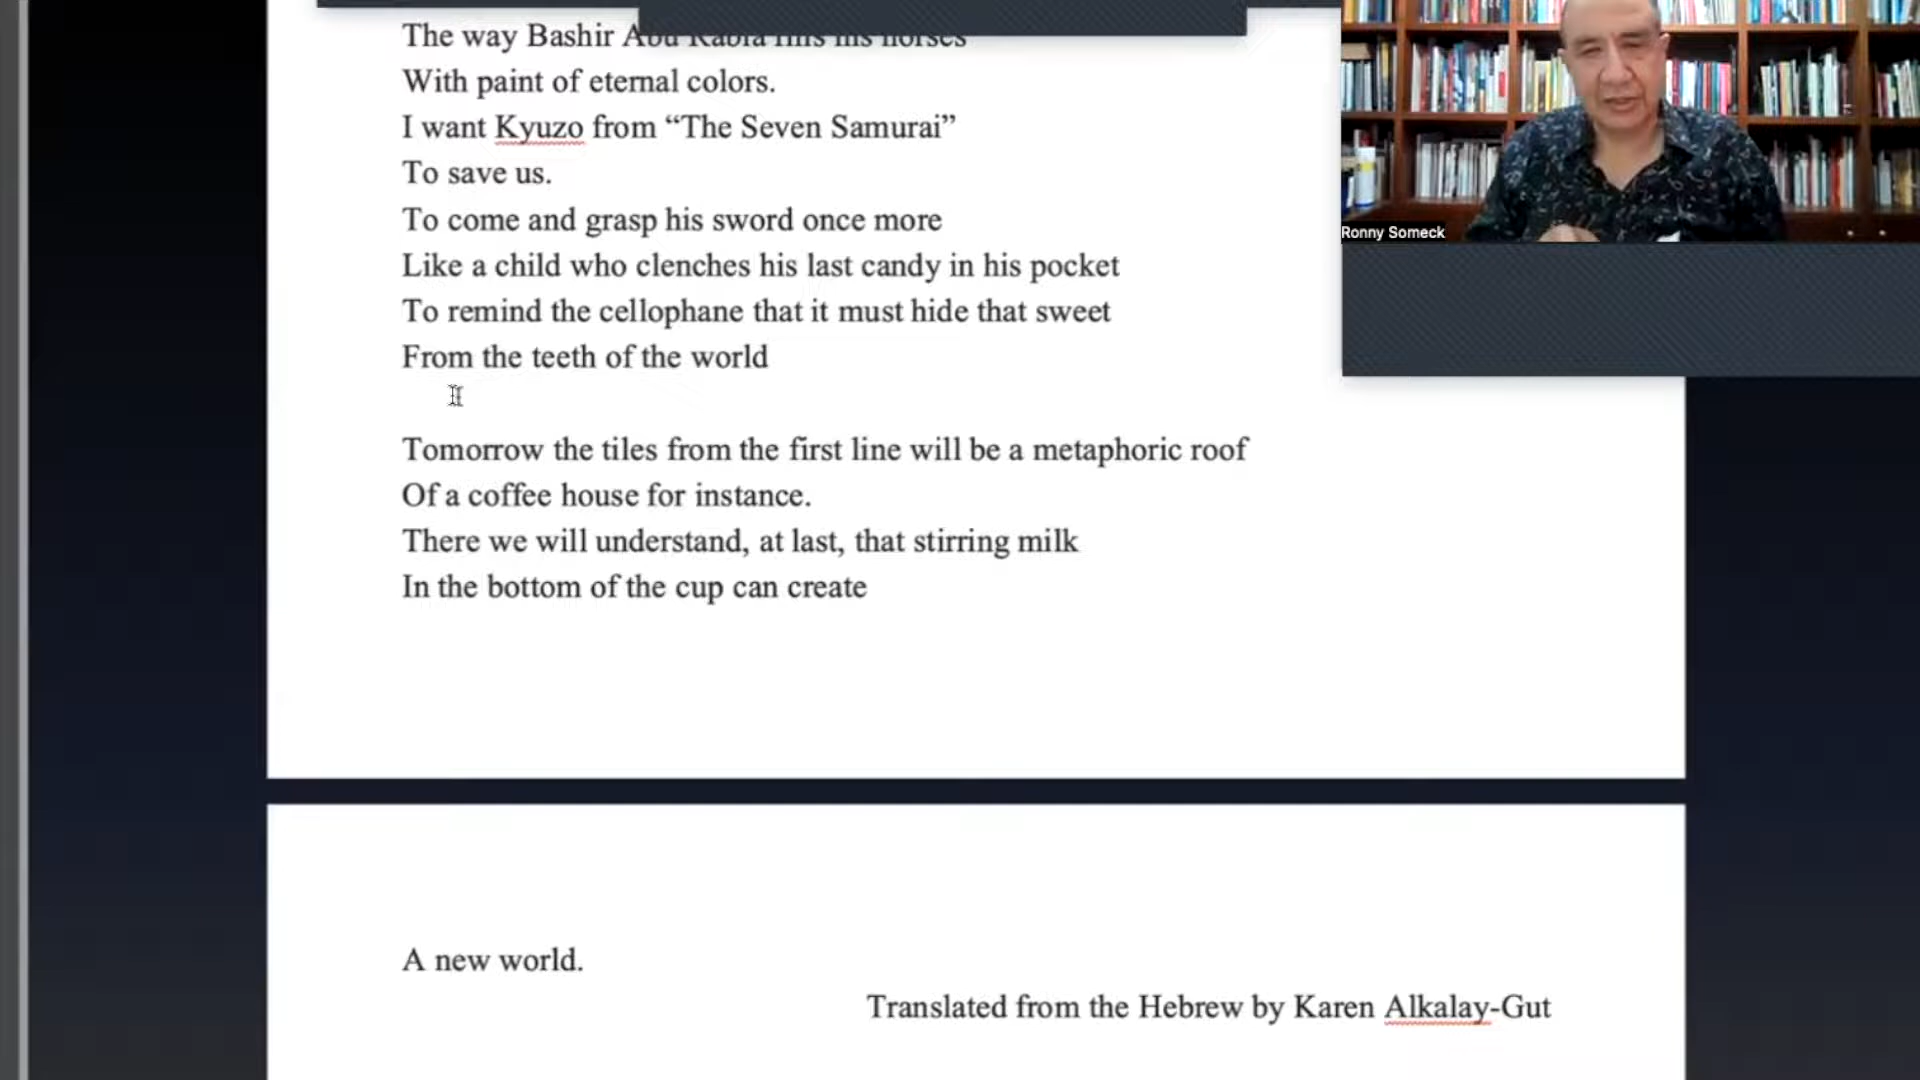 The way Bashir Abu Rabia fills his horses
With paint of eternal colors.
I want Kyuzo from “The Seven Samurai”
To save us.
To come and grasp his sword once more
Like a child who clenches his last candy in his pocket
To remind the cellophane that it must hide that sweet
From the teeth of the world
Tomorrow the tiles from the first line will be a metaphoric roof
Of a coffee house for instance.
There we will understand, at last, that stirring milk
In the bottom of the cup can create
A new world.
Translated from the Hebrew by Karen Alkalay-Gut
Ronny Someck